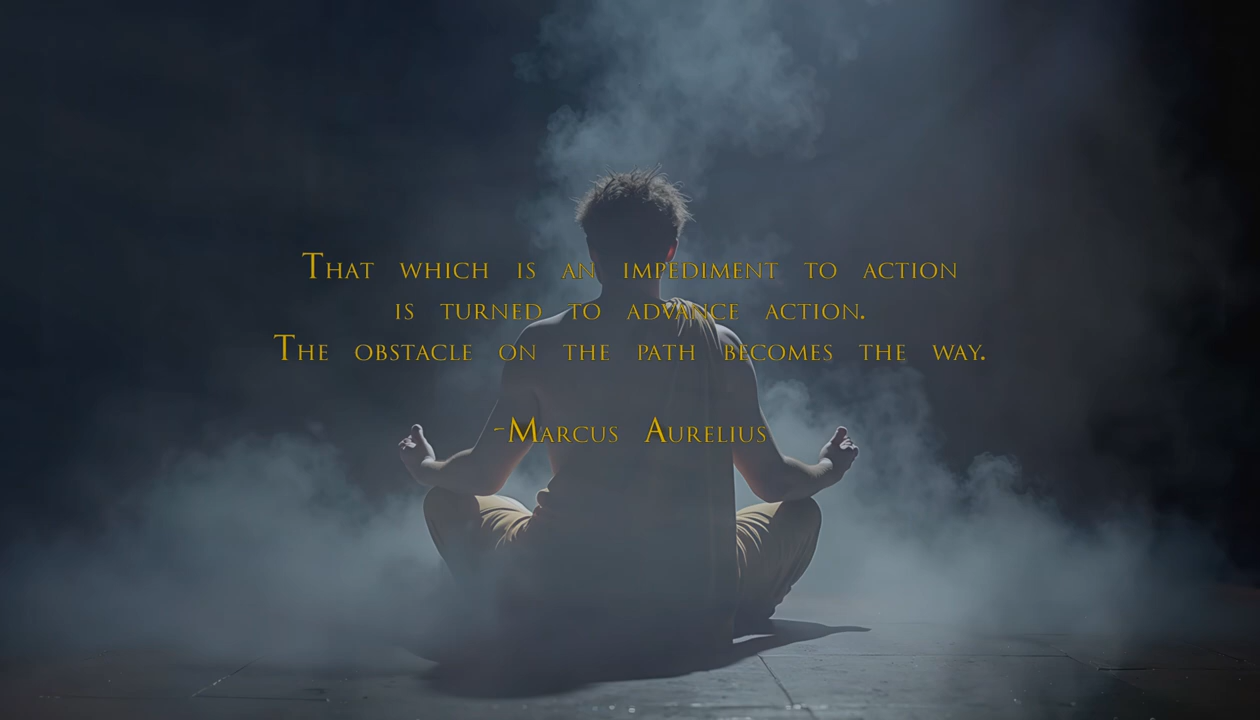 That which is an impediment to action
is turned to advance action.
The obstacle on the path becomes the way.
-Marcus Aurelius